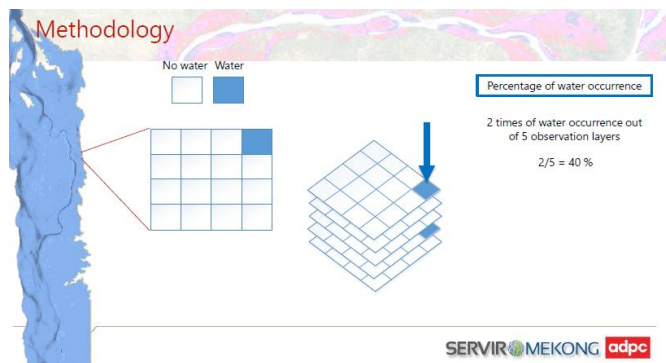 Methodology
No water Water
Percentage of water occurrence
2 times of water occurrence out
of 5 observation layers
2/5 = 40 %
SERVIR MEKONG adpc